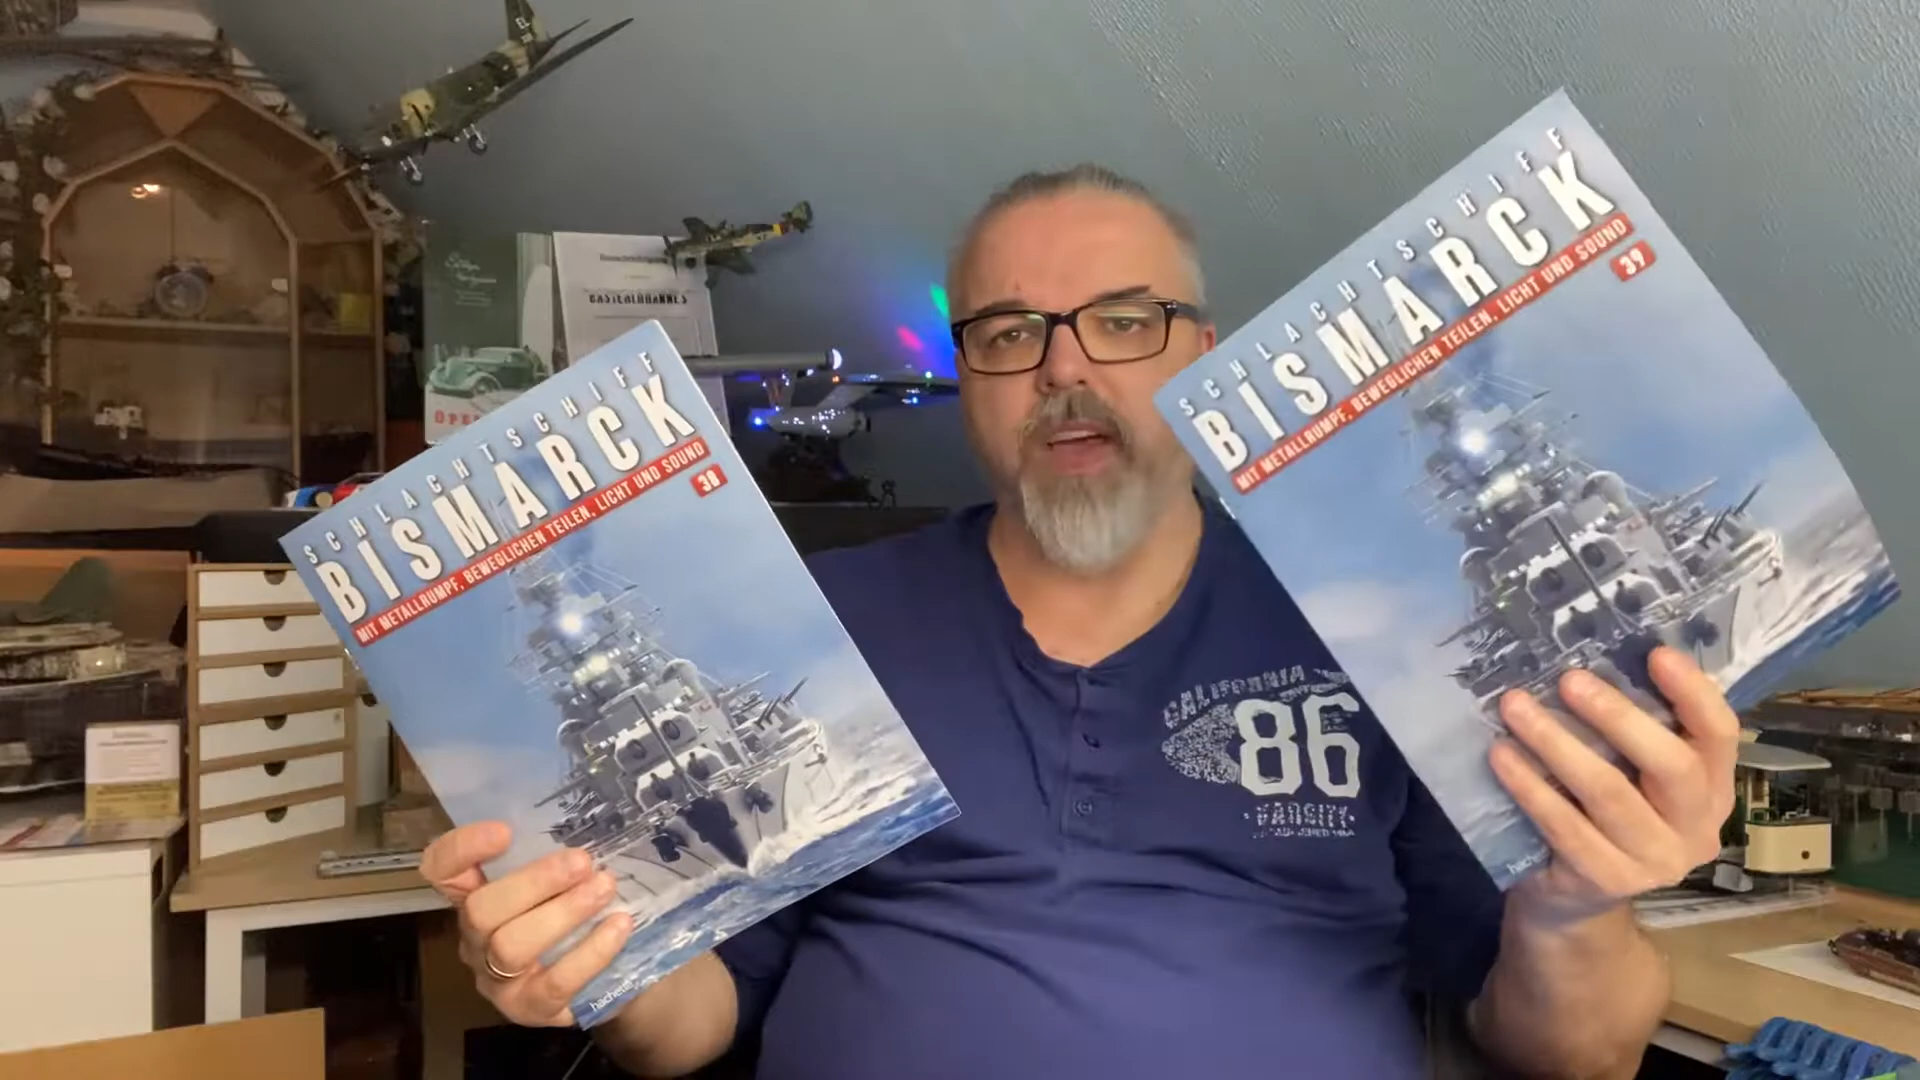 SCHLACHTSCHIFF
BISMARCK
MIT METALLRUMPF, BEWEGLICHEN TEILEN, LICHT UND SOUND
38
hachette
SCHLACHTSCHIFF
BISMARCK
MIT METALLRUMPF, BEWEGLICHEN TEILEN, LICHT UND SOUND
39
CALIFORNIA
86
VARSITY